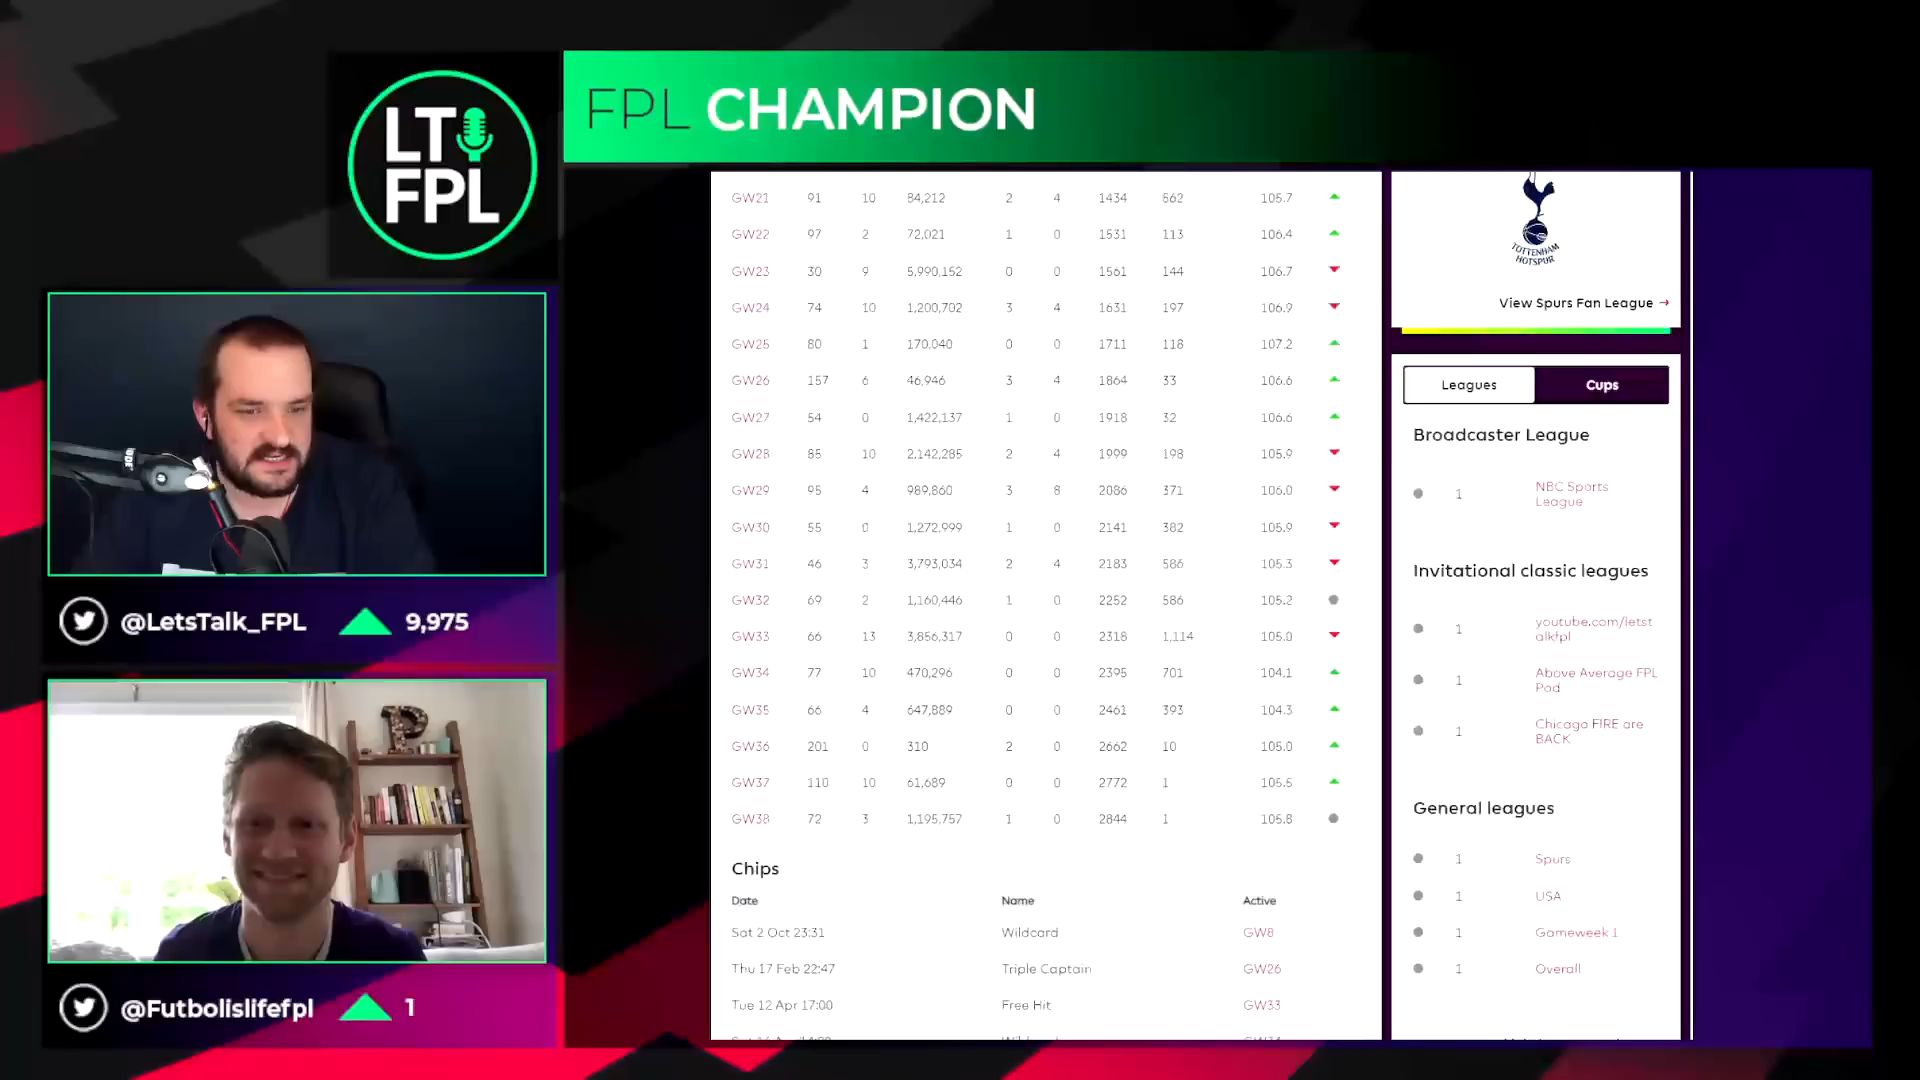 LT
FPL
FPL CHAMPION
@LetsTalk_FPL 9,975
@Futbolislifefpl 1
GW21 91 10 84,212 2 4 1434 562 105.7
GW22 97 2 72,021 1 0 1531 113 106.4
GW23 30 9 5,990,152 0 0 1561 144 106.7
GW24 74 10 1,200,702 3 4 1631 197 106.9
GW25 80 1 170,040 0 0 1711 118 107.2
GW26 157 6 46,946 3 4 1864 33 106.6
GW27 54 0 1,422,137 1 0 1918 32 106.6
GW28 85 10 2,142,285 2 4 1999 198 105.9
GW29 95 4 989,860 3 8 2086 371 106.0
GW30 55 0 1,272,999 1 0 2141 382 105.9
GW31 46 3 3,793,034 2 4 2183 586 105.3
GW32 69 2 1,160,446 1 0 2252 586 105.2
GW33 66 13 3,856,317 0 0 2318 1,114 105.0
GW34 77 10 470,296 0 0 2395 701 104.1
GW35 66 4 647,889 0 0 2461 393 104.3
GW36 201 0 310 2 0 2662 10 105.0
GW37 110 10 61,689 0 0 2772 1 105.5
GW38 72 3 1,195,757 1 0 2844 1 105.8
Chips
Date Name Active
Sat 2 Oct 23:31 Wildcard GW8
Thu 17 Feb 22:47 Triple Captain GW26
Tue 12 Apr 17:00 Free Hit GW33
TOTTENHAM
HOTSPUR
View Spurs Fan League →
Leagues Cups
Broadcaster League
1 NBC Sports
League
Invitational classic leagues
1 youtube.com/letst
alkfpl
1 Above Average FPL
Pod
1 Chicago FIRE are
BACK
General leagues
1 Spurs
1 USA
1 Gameweek 1
1 Overall